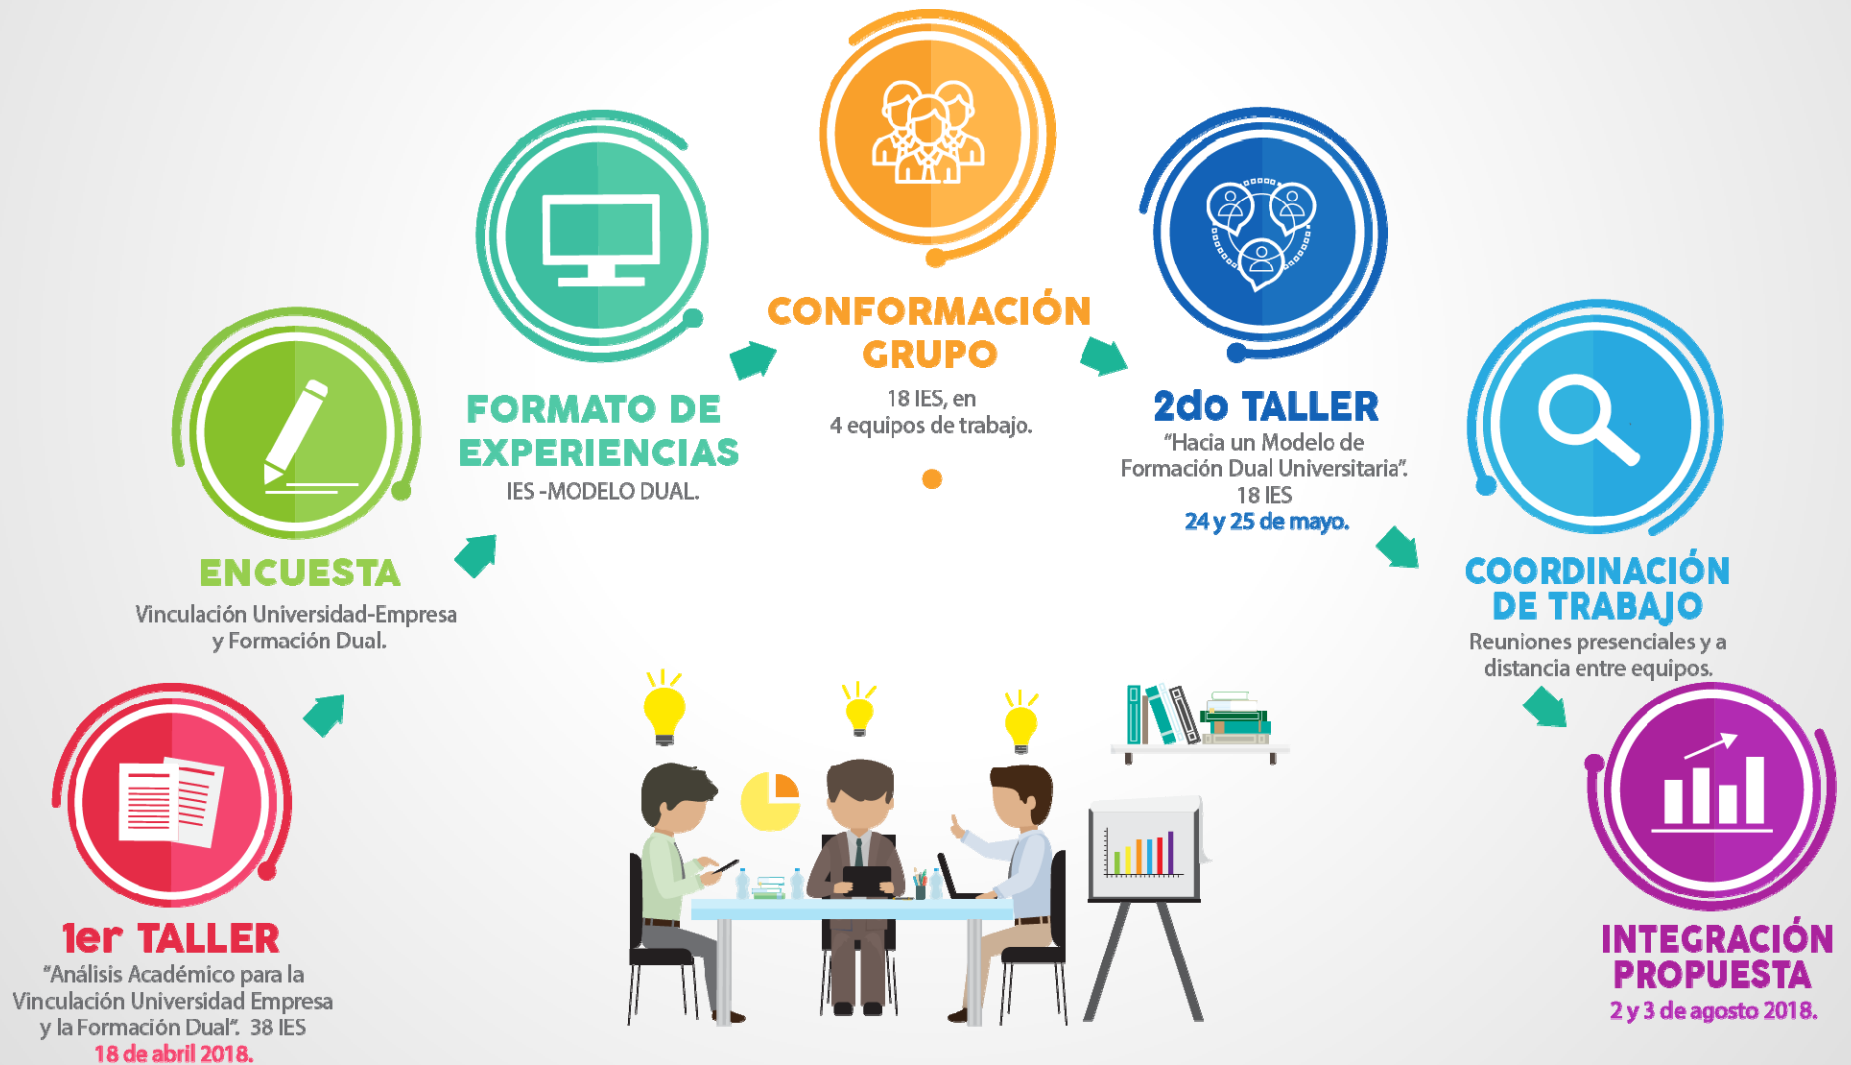 1er TALLER
"Análisis Académico para la
Vinculación Universidad Empresa
y la Formación Dual". 38 IES
18 de abril 2018.
ENCUESTA
Vinculación Universidad-Empresa
y Formación Dual.
FORMATO DE
EXPERIENCIAS
IES -MODELO DUAL.
CONFORMACIÓN
GRUPO
18 IES, en
4 equipos de trabajo.
2do TALLER
"Hacia un Modelo de
Formación Dual Universitaria".
18 IES
24 y 25 de mayo.
COORDINACIÓN
DE TRABAJO
Reuniones presenciales y a
distancia entre equipos.
INTEGRACIÓN
PROPUESTA
2 y 3 de agosto 2018.